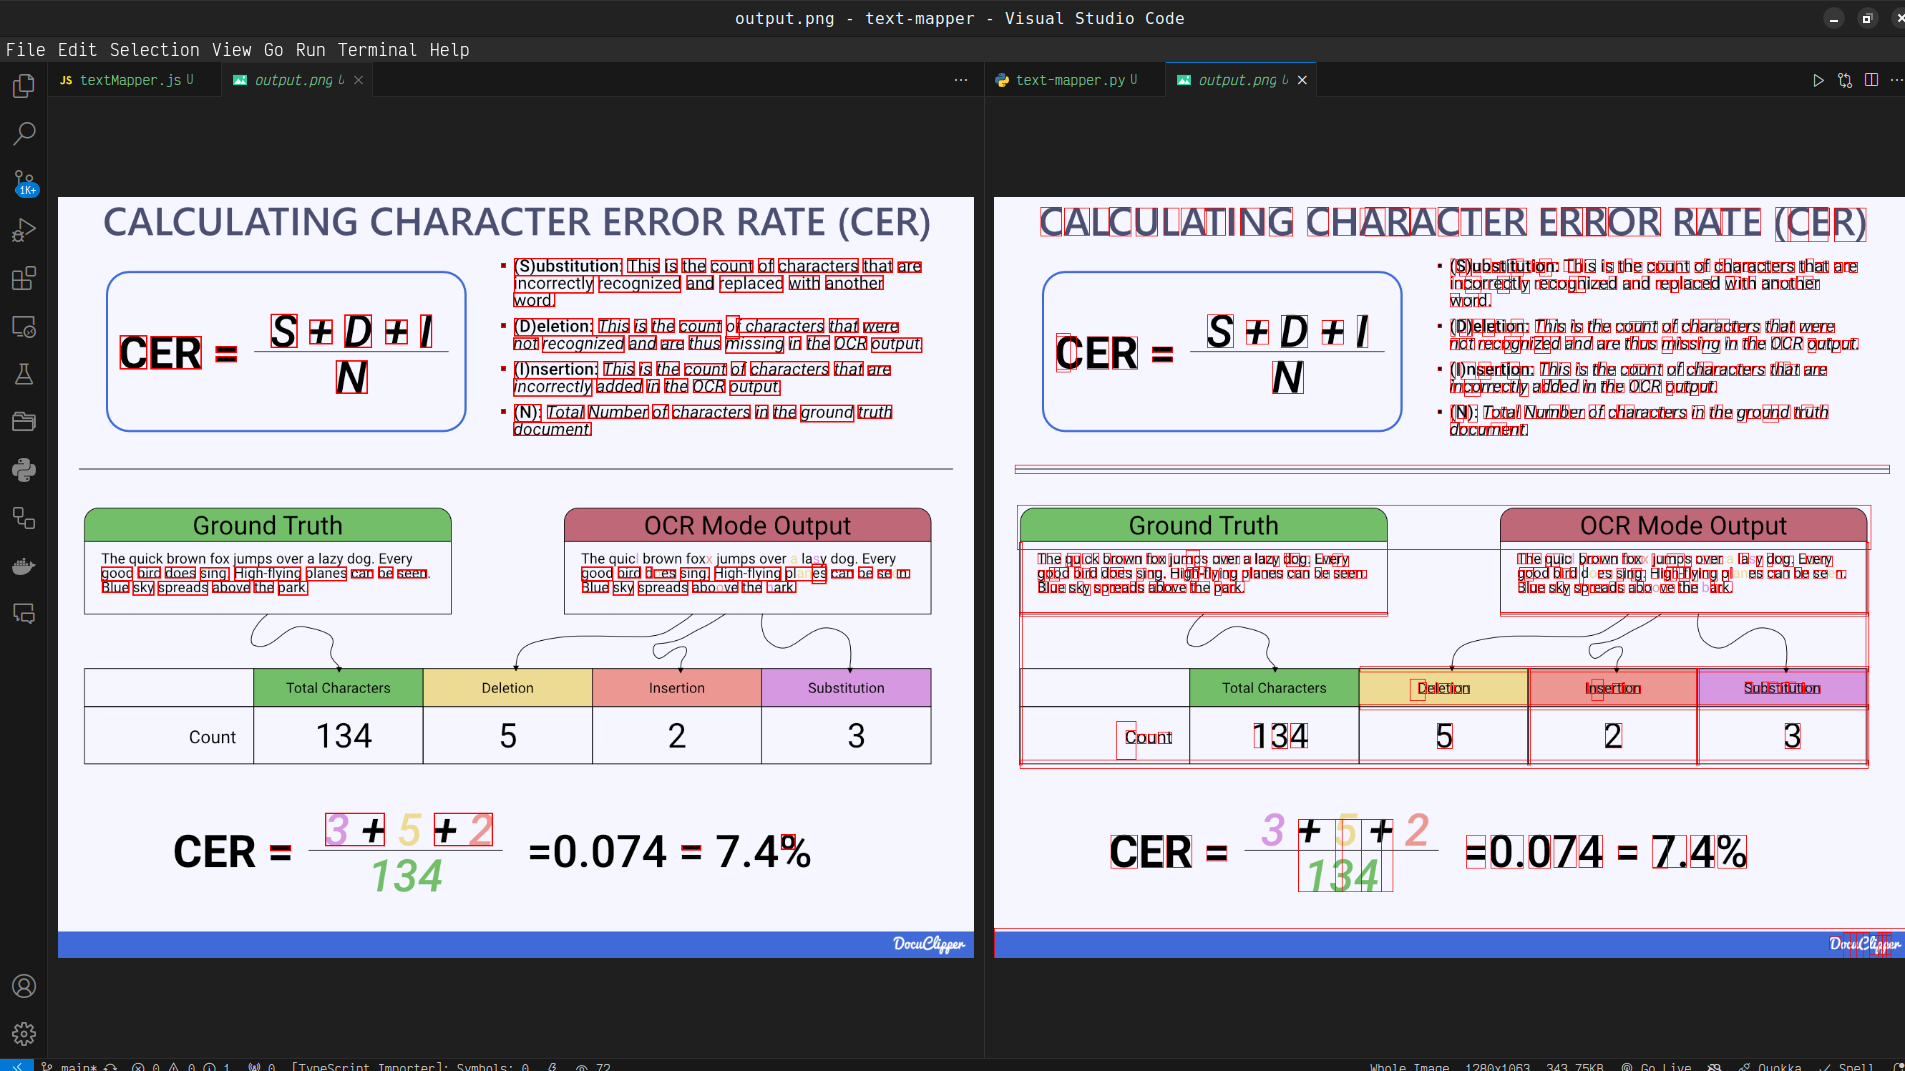 output.png - text-mapper - Visual Studio Code
File Edit Selection View Go Run Terminal Help
JS textMapper.js U
output.png U
text-mapper.py U
output.png U
1K+
CALCULATING CHARACTER ERROR RATE (CER)
CER = S + D + I
N
(S)ubstitution: This is the count of characters that are
incorrectly recognized and replaced with another
word.
(D)eletion: This is the count of characters that were
not recognized and are thus missing in the OCR output.
(I)nsertion: This is the count of characters that are
incorrectly added in the OCR output.
(N): Total Number of characters in the ground truth
document.
Ground Truth
The quick brown fox jumps over a lazy dog. Every
good bird does sing. High-flying planes can be seen.
Blue sky spreads above the park.
OCR Mode Output
The quicl brown foxx jumps over a lasy dog. Every
good bird d es sing. High-flying planes can be se n.
Blue sky spreads abo ve the ark.
Total Characters Deletion Insertion Substitution
Count 134 5 2 3
CER = 3 + 5 + 2
134
=0.074 = 7.4%
DocuClipper
CALCULATING CHARACTER ERROR RATE (CER)
CER = S + D + I
N
(S)ubstitution: This is the count of characters that are
incorrectly recognized and replaced with another
word.
(D)eletion: This is the count of characters that were
not recognized and are thus missing in the OCR output.
(I)nsertion: This is the count of characters that are
incorrectly added in the OCR output.
(N): Total Number of characters in the ground truth
document.
Ground Truth
The quick brown fox jumps over a lazy dog. Every
good bird does sing. High-flying planes can be seen.
Blue sky spreads above the park.
OCR Mode Output
The quicl brown foxx jumps over a lasy dog. Every
good bird d es sing. High-flying planes can be se n.
Blue sky spreads abo ve the ark.
Total Characters Deletion Insertion Substitution
Count 134 5 2 3
CER = 3 + 5 + 2
134
=0.074 = 7.4%
DocuClipper
main* 0 0 1 0 [TypeScript Importer]: Symbols: 0 72
Whole Image 1280x1063 343.75KB Go Live Quokka Spell